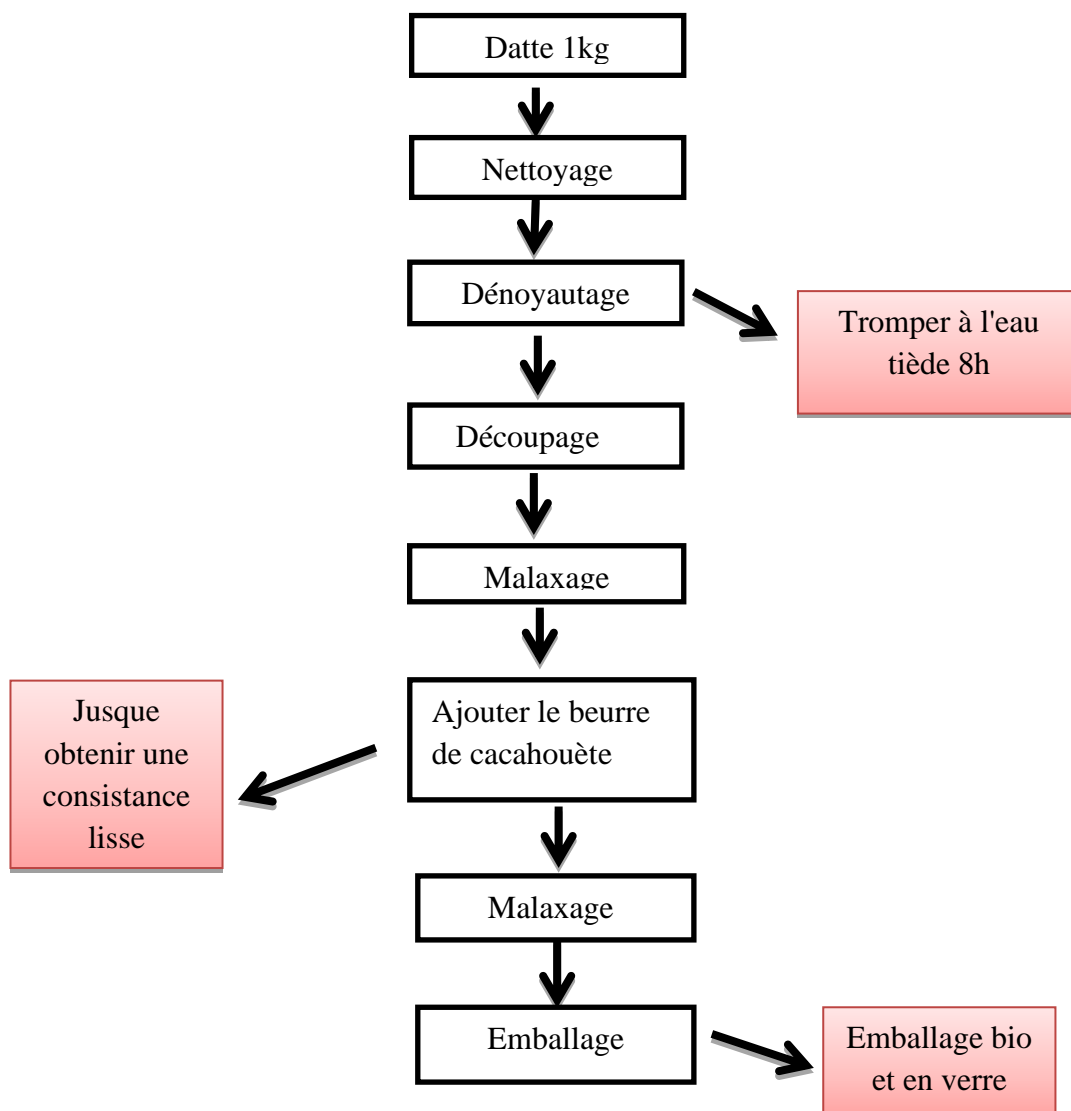 Datte 1kg
Nettoyage
Dénoyautage
Tromper à l'eau
tiède 8h
Découpage
Malaxage
Ajouter le beurre
de cacahouète
Jusque
obtenir une
consistance
lisse
Malaxage
Emballage
Emballage bio
et en verre